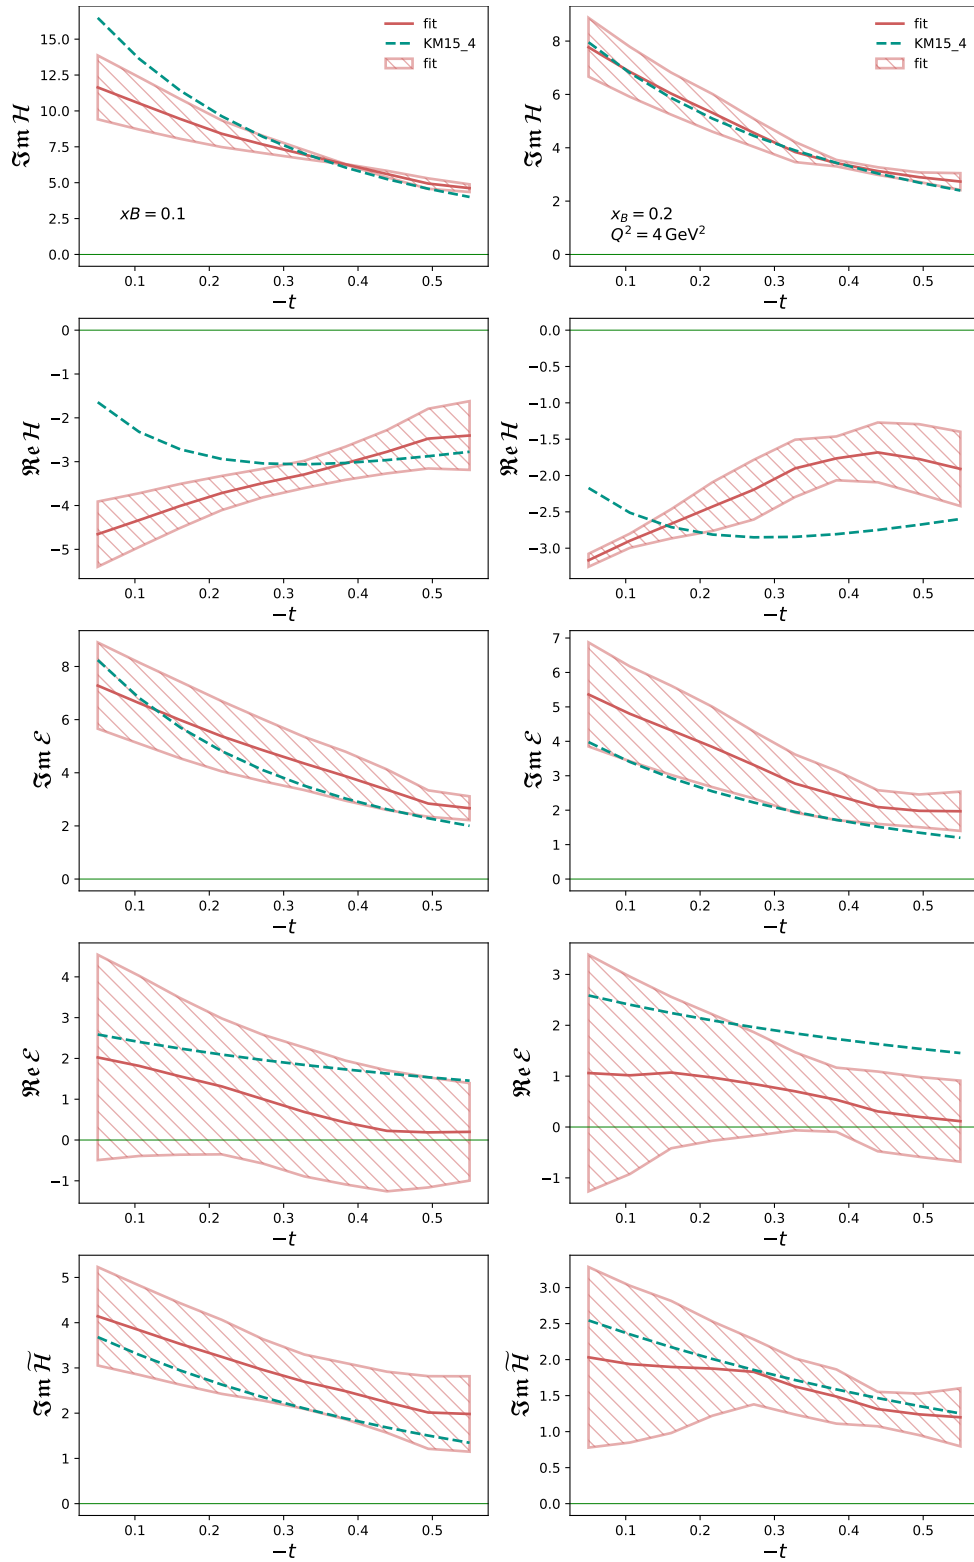 fit
KM15_4
fit
15.0
12.5
10.0
7.5
5.0
2.5
0.0
ℑm ℋ
xB = 0.1
0.1 0.2 0.3 0.4 0.5
−t
fit
KM15_4
fit
8
6
4
2
0
ℑm ℋ
x_B = 0.2
Q² = 4 GeV²
0.1 0.2 0.3 0.4 0.5
−t
0
−1
−2
−3
−4
−5
ℜe ℋ
0.1 0.2 0.3 0.4 0.5
−t
0.0
−0.5
−1.0
−1.5
−2.0
−2.5
−3.0
ℜe ℋ
0.1 0.2 0.3 0.4 0.5
−t
8
6
4
2
0
ℑm ℰ
0.1 0.2 0.3 0.4 0.5
−t
7
6
5
4
3
2
1
0
ℑm ℰ
0.1 0.2 0.3 0.4 0.5
−t
4
3
2
1
0
−1
ℜe ℰ
0.1 0.2 0.3 0.4 0.5
−t
3
2
1
0
−1
ℜe ℰ
0.1 0.2 0.3 0.4 0.5
−t
5
4
3
2
1
0
ℑm ℋ̃
0.1 0.2 0.3 0.4 0.5
−t
3.0
2.5
2.0
1.5
1.0
0.5
0.0
ℑm ℋ̃
0.1 0.2 0.3 0.4 0.5
−t